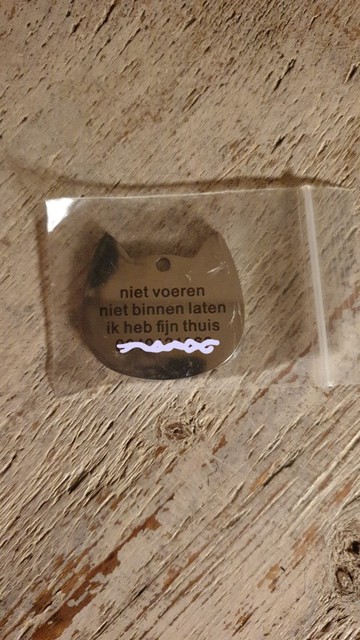 niet voeren
niet binnen laten
ik heb fijn thuis